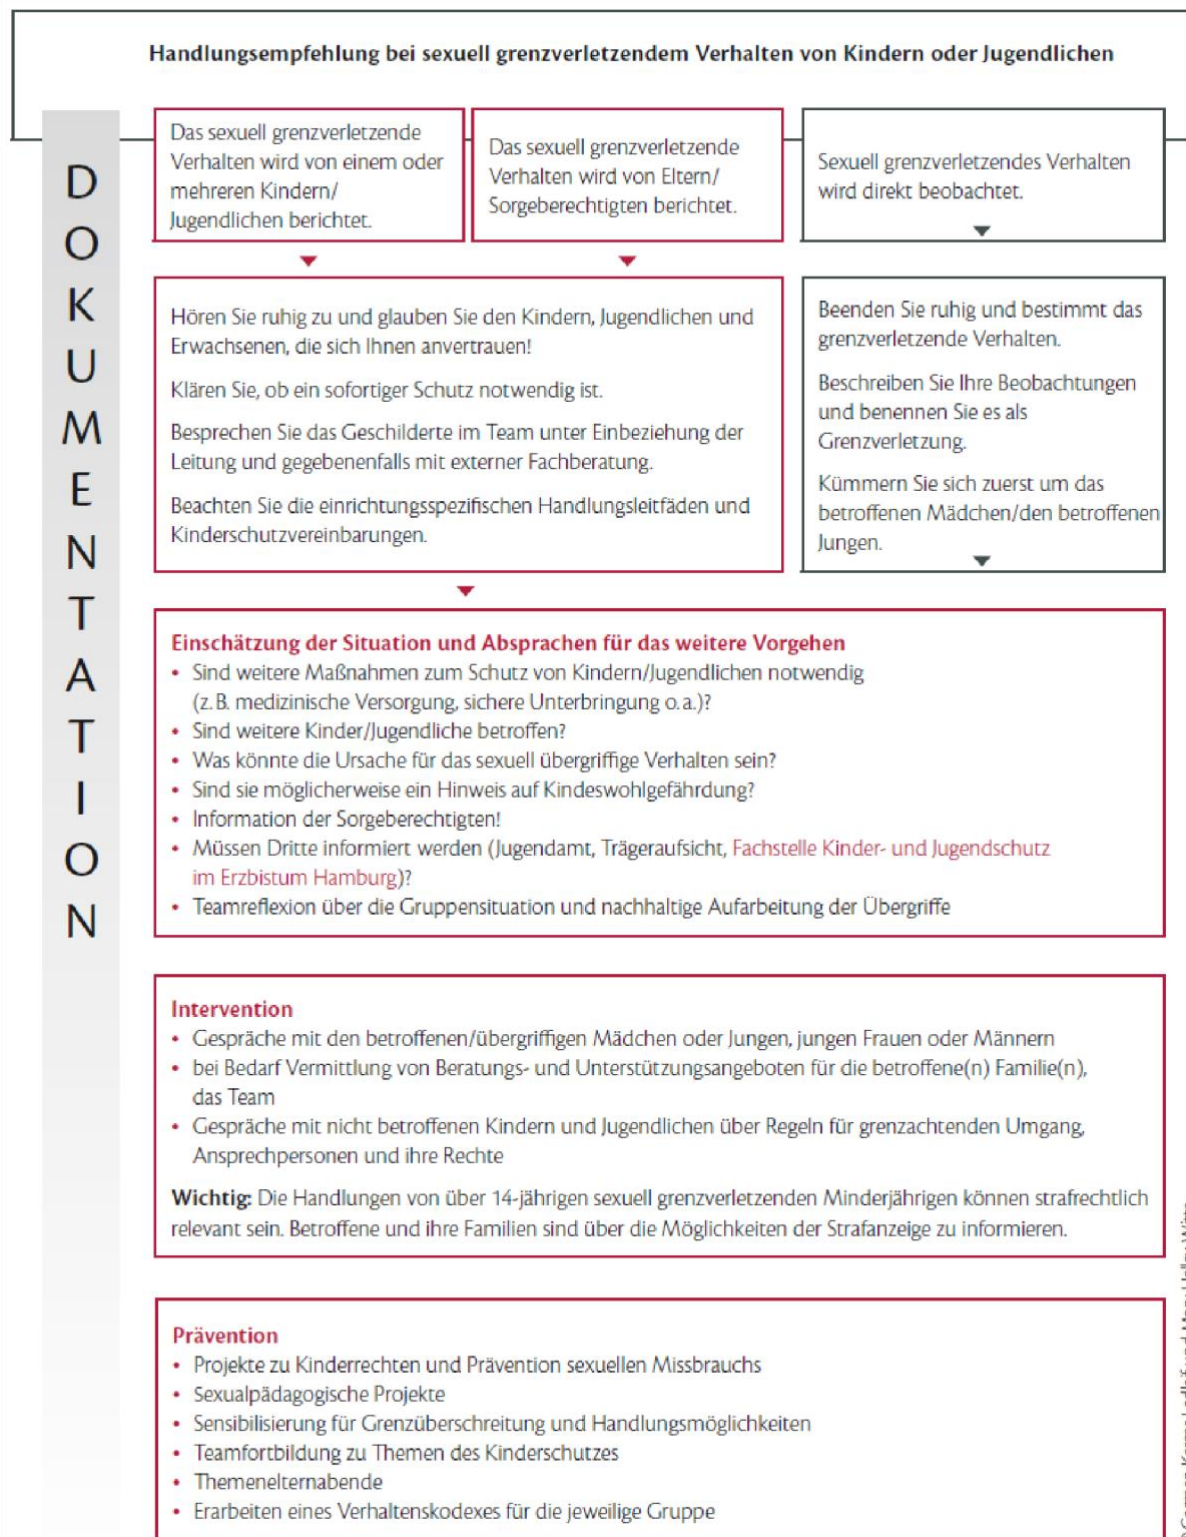 Handlungsempfehlung bei sexuell grenzverletzendem Verhalten von Kindern oder Jugendlichen
DOKUMENTATION
Das sexuell grenzverletzende
Verhalten wird von einem oder
mehreren Kindern/
Jugendlichen berichtet.
Das sexuell grenzverletzende
Verhalten wird von Eltern/
Sorgeberechtigten berichtet.
Sexuell grenzverletzendes Verhalten
wird direkt beobachtet.
Hören Sie ruhig zu und glauben Sie den Kindern, Jugendlichen und
Erwachsenen, die sich Ihnen anvertrauen!
Klären Sie, ob ein sofortiger Schutz notwendig ist.
Besprechen Sie das Geschilderte im Team unter Einbeziehung der
Leitung und gegebenenfalls mit externer Fachberatung.
Beachten Sie die einrichtungsspezifischen Handlungsleitfäden und
Kinderschutzvereinbarungen.
Beenden Sie ruhig und bestimmt das
grenzverletzende Verhalten.
Beschreiben Sie Ihre Beobachtungen
und benennen Sie es als
Grenzverletzung.
Kümmern Sie sich zuerst um das
betroffenen Mädchen/den betroffenen
Jungen.
Einschätzung der Situation und Absprachen für das weitere Vorgehen
• Sind weitere Maßnahmen zum Schutz von Kindern/Jugendlichen notwendig
(z. B. medizinische Versorgung, sichere Unterbringung o. a.)?
• Sind weitere Kinder/Jugendliche betroffen?
• Was könnte die Ursache für das sexuell übergriffige Verhalten sein?
• Sind sie möglicherweise ein Hinweis auf Kindeswohlgefährdung?
• Information der Sorgeberechtigten!
• Müssen Dritte informiert werden (Jugendamt, Trägeraufsicht, Fachstelle Kinder- und Jugendschutz
im Erzbistum Hamburg)?
• Teamreflexion über die Gruppensituation und nachhaltige Aufarbeitung der Übergriffe
Intervention
• Gespräche mit den betroffenen/übergriffigen Mädchen oder Jungen, jungen Frauen oder Männern
• bei Bedarf Vermittlung von Beratungs- und Unterstützungsangeboten für die betroffene(n) Familie(n),
das Team
• Gespräche mit nicht betroffenen Kindern und Jugendlichen über Regeln für grenzachtenden Umgang,
Ansprechpersonen und ihre Rechte
Wichtig: Die Handlungen von über 14-jährigen sexuell grenzverletzenden Minderjährigen können strafrechtlich
relevant sein. Betroffene und ihre Familien sind über die Möglichkeiten der Strafanzeige zu informieren.
Prävention
• Projekte zu Kinderrechten und Prävention sexuellen Missbrauchs
• Sexualpädagogische Projekte
• Sensibilisierung für Grenzüberschreitung und Handlungsmöglichkeiten
• Teamfortbildung zu Themen des Kinderschutzes
• Themenelternabende
• Erarbeiten eines Verhaltenskodexes für die jeweilige Gruppe